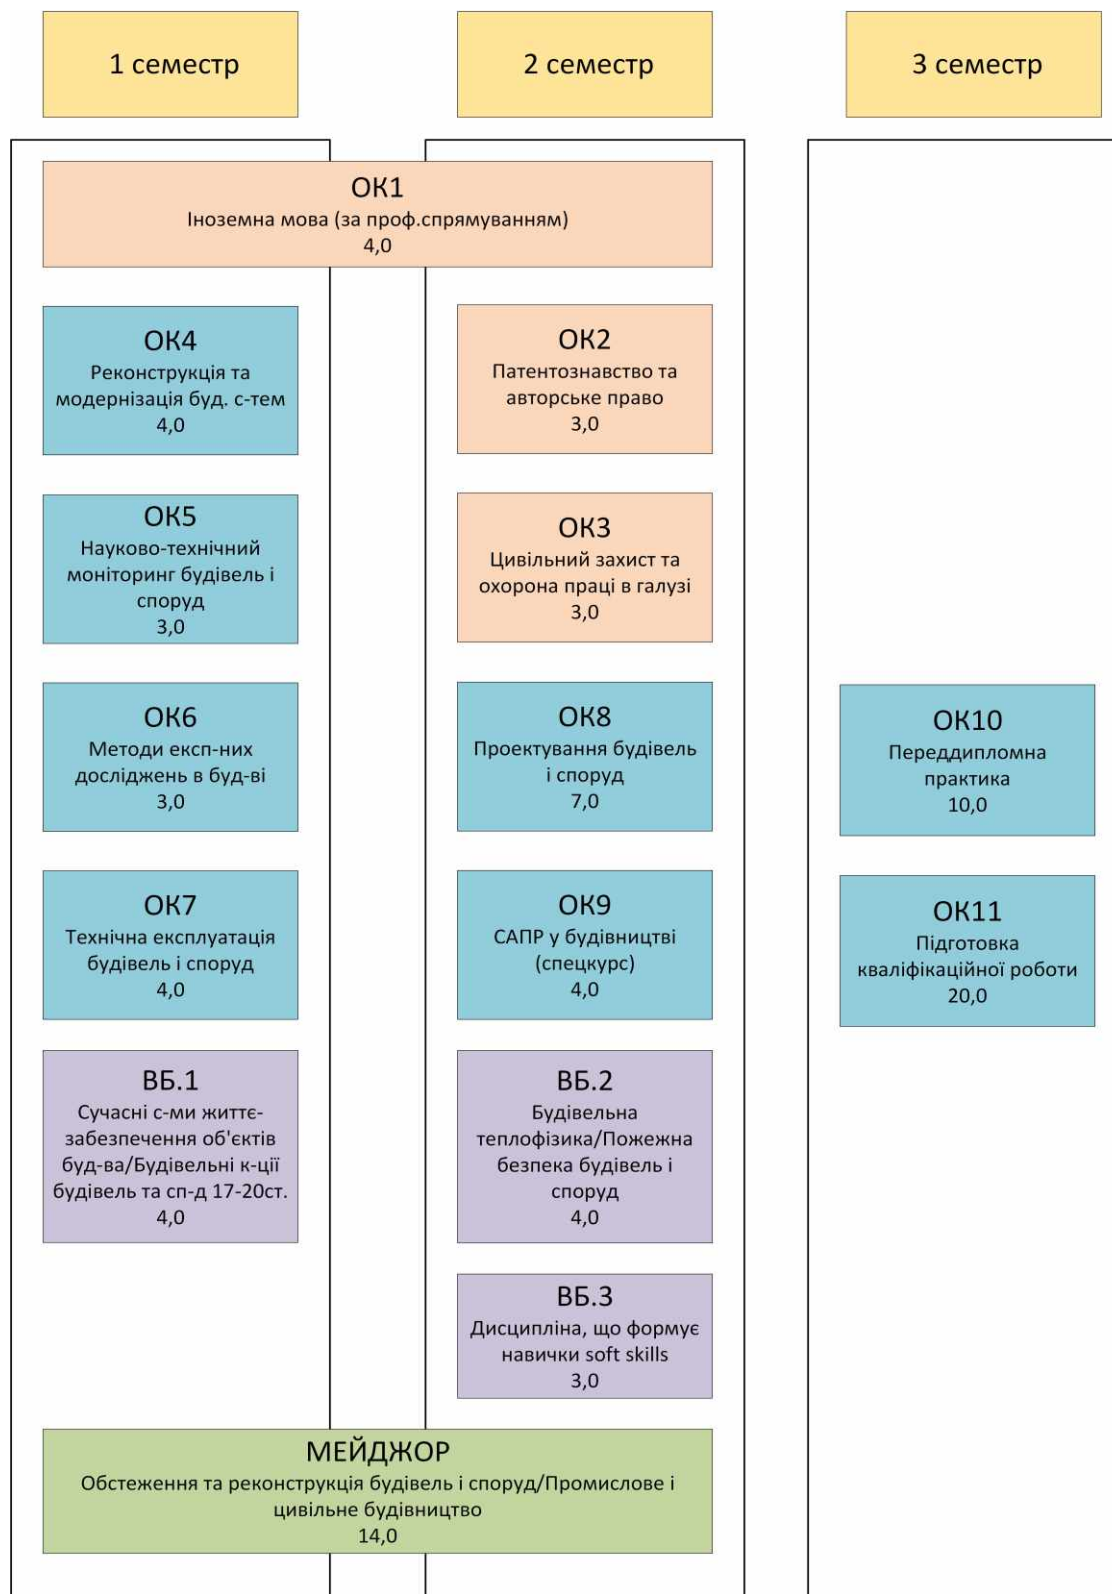 1 семестр
2 семестр
3 семестр
ОК1
Іноземна мова (за проф.спрямуванням)
4,0
ОК4
Реконструкція та
модернізація буд. с-тем
4,0
ОК2
Патентознавство та
авторське право
3,0
ОК5
Науково-технічний
моніторинг будівель і
споруд
3,0
ОК3
Цивільний захист та
охорона праці в галузі
3,0
ОК6
Методи експ-них
досліджень в буд-ві
3,0
ОК8
Проектування будівель
і споруд
7,0
ОК10
Переддипломна
практика
10,0
ОК7
Технічна експлуатація
будівель і споруд
4,0
ОК9
САПР у будівництві
(спецкурс)
4,0
ОК11
Підготовка
кваліфікаційної роботи
20,0
ВБ.1
Сучасні с-ми життє-
забезпечення об'єктів
буд-ва/Будівельні к-ції
будівель та сп-д 17-20ст.
4,0
ВБ.2
Будівельна
теплофізика/Пожежна
безпека будівель і
споруд
4,0
ВБ.3
Дисципліна, що формує
навички soft skills
3,0
МЕЙДЖОР
Обстеження та реконструкція будівель і споруд/Промислове і
цивільне будівництво
14,0